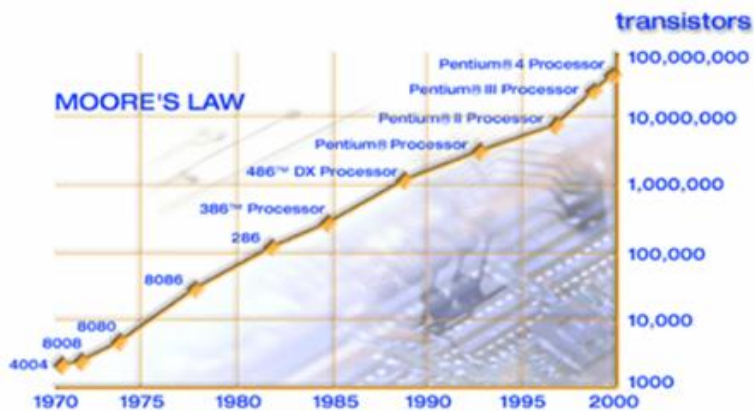 transistors
100,000,000
Pentium® 4 Processor
MOORE'S LAW
Pentium® III Processor
Pentium® II Processor
10,000,000
Pentium® Processor
486™ DX Processor
1,000,000
386™ Processor
286
100,000
8086
8080
10,000
8008
4004
1000
1970 1975 1980 1985 1990 1995 2000